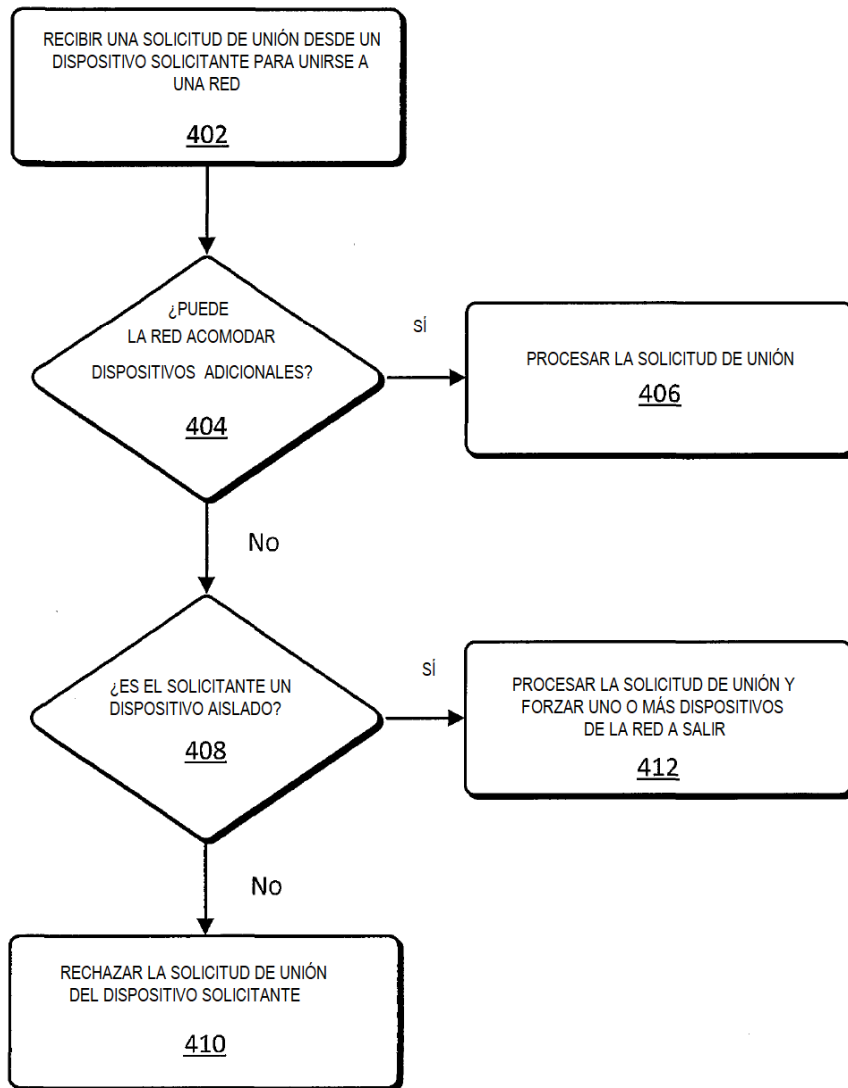 RECIBIR UNA SOLICITUD DE UNIÓN DESDE UN
DISPOSITIVO SOLICITANTE PARA UNIRSE A
UNA RED
402
¿PUEDE
LA RED ACOMODAR
DISPOSITIVOS ADICIONALES?
404
SÍ
PROCESAR LA SOLICITUD DE UNIÓN
406
No
¿ES EL SOLICITANTE UN
DISPOSITIVO AISLADO?
408
SÍ
PROCESAR LA SOLICITUD DE UNIÓN Y
FORZAR UNO O MÁS DISPOSITIVOS
DE LA RED A SALIR
412
No
RECHAZAR LA SOLICITUD DE UNIÓN
DEL DISPOSITIVO SOLICITANTE
410